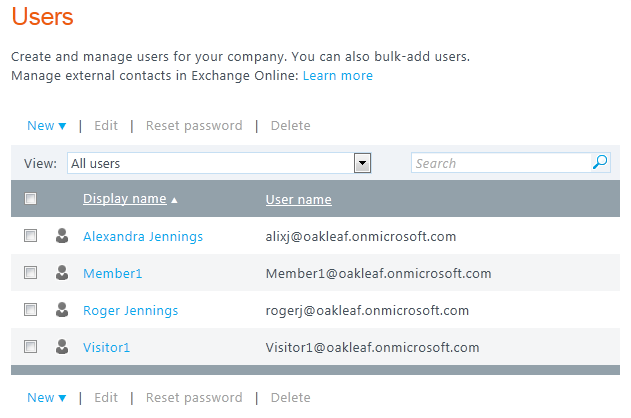 Users
Create and manage users for your company. You can also bulk-add users.
Manage external contacts in Exchange Online: Learn more
New ▼ | Edit | Reset password | Delete
View: All users Search
Display name ▲ User name
Alexandra Jennings alixj@oakleaf.onmicrosoft.com
Member1 Member1@oakleaf.onmicrosoft.com
Roger Jennings rogerj@oakleaf.onmicrosoft.com
Visitor1 Visitor1@oakleaf.onmicrosoft.com
New ▼ | Edit | Reset password | Delete